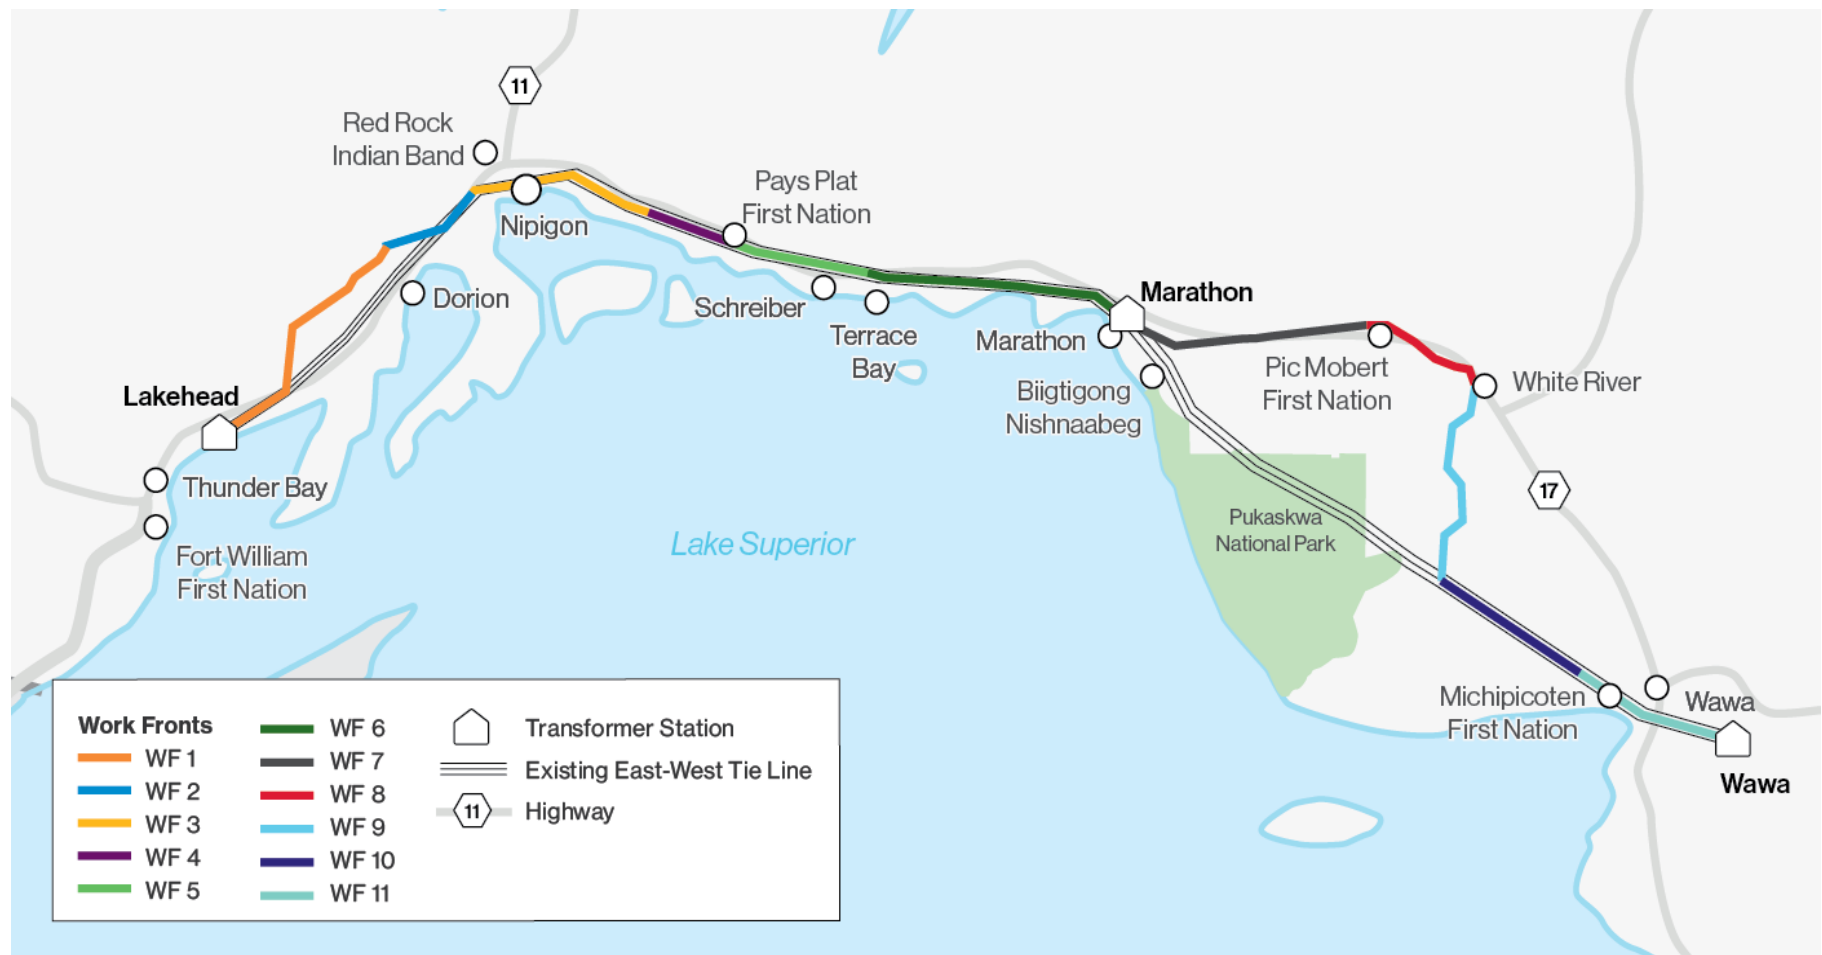 11
Red Rock
Indian Band
Pays Plat
First Nation
Nipigon
Dorion
Schreiber
Terrace
Bay
Marathon
Marathon
Biigtigong
Nishnaabeg
Pic Mobert
First Nation
White River
Lakehead
Thunder Bay
Fort William
First Nation
17
Lake Superior
Pukaskwa
National Park
Michipicoten
First Nation
Wawa
Wawa
Work Fronts
WF 1
WF 2
WF 3
WF 4
WF 5
WF 6
WF 7
WF 8
WF 9
WF 10
WF 11
Transformer Station
Existing East-West Tie Line
11 Highway